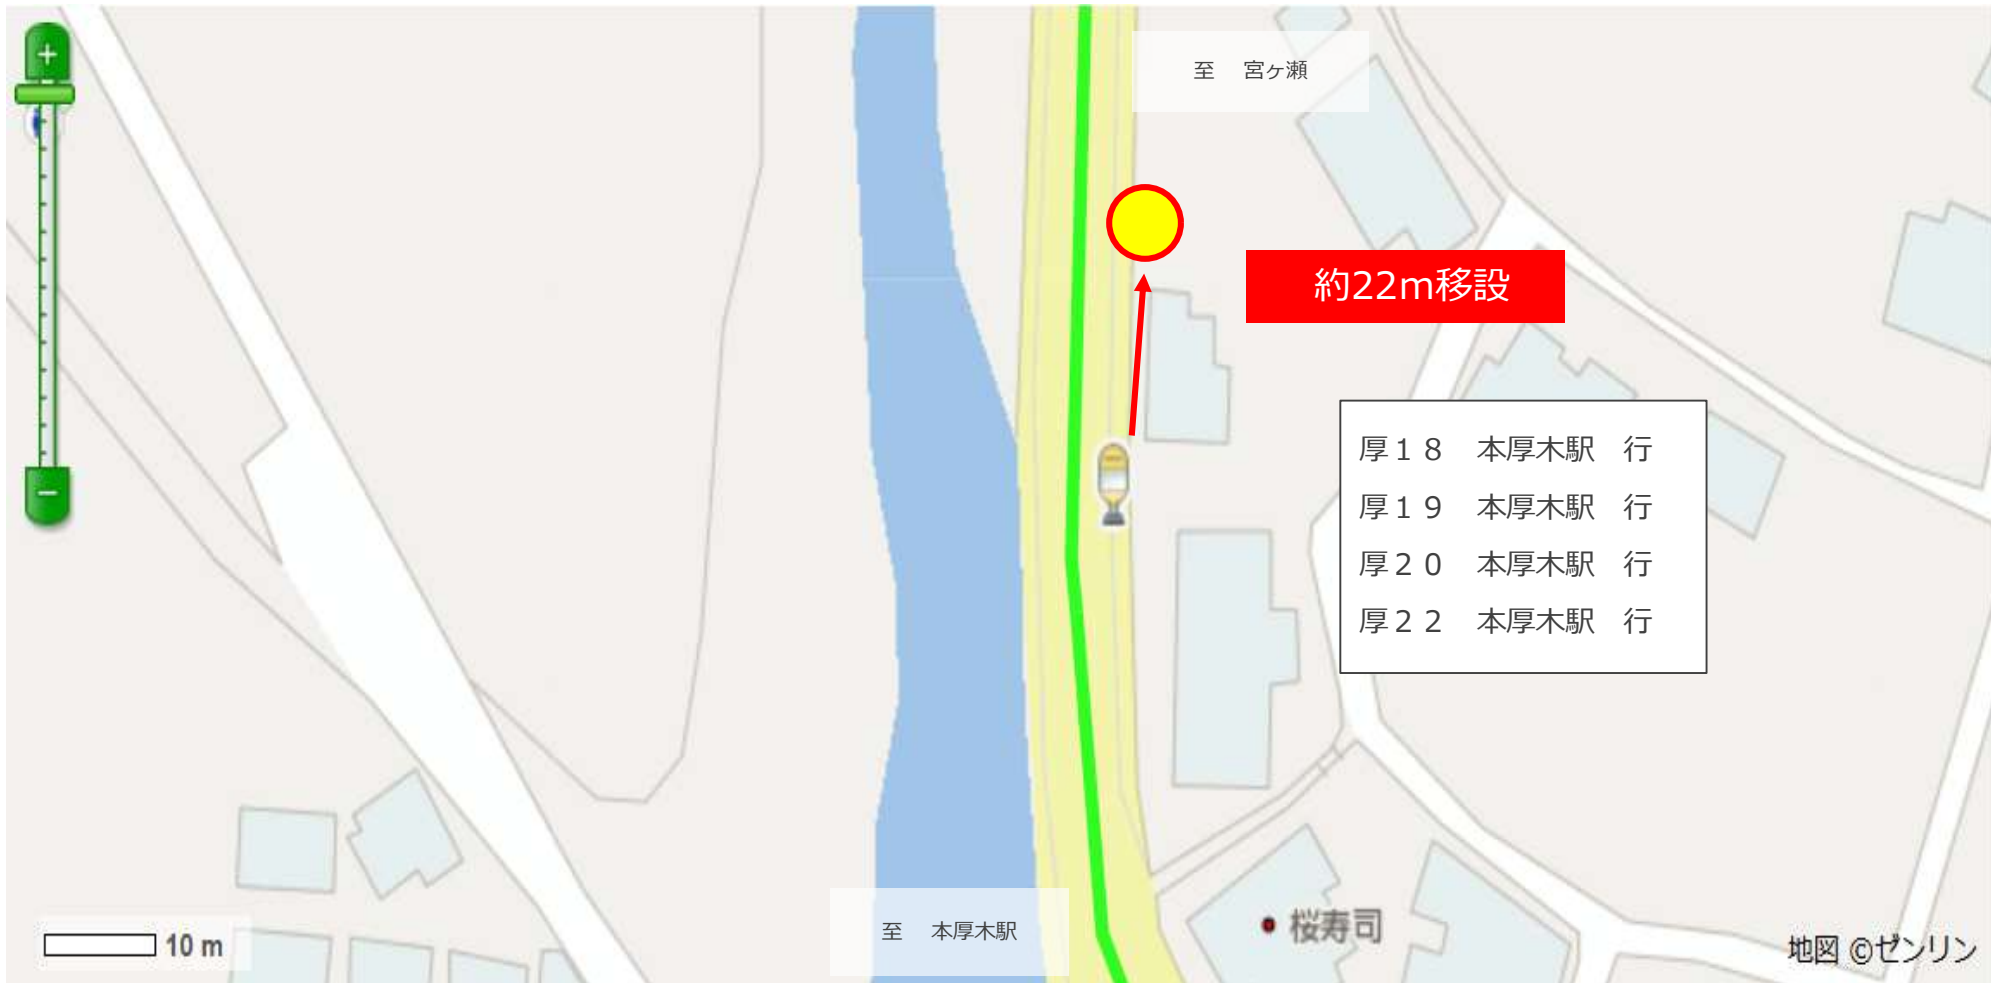 至　宮ヶ瀬
約22m移設
厚１８　本厚木駅　行
厚１９　本厚木駅　行
厚２０　本厚木駅　行
厚２２　本厚木駅　行
桜寿司
至　本厚木駅
10 m
地図 ©ゼンリン